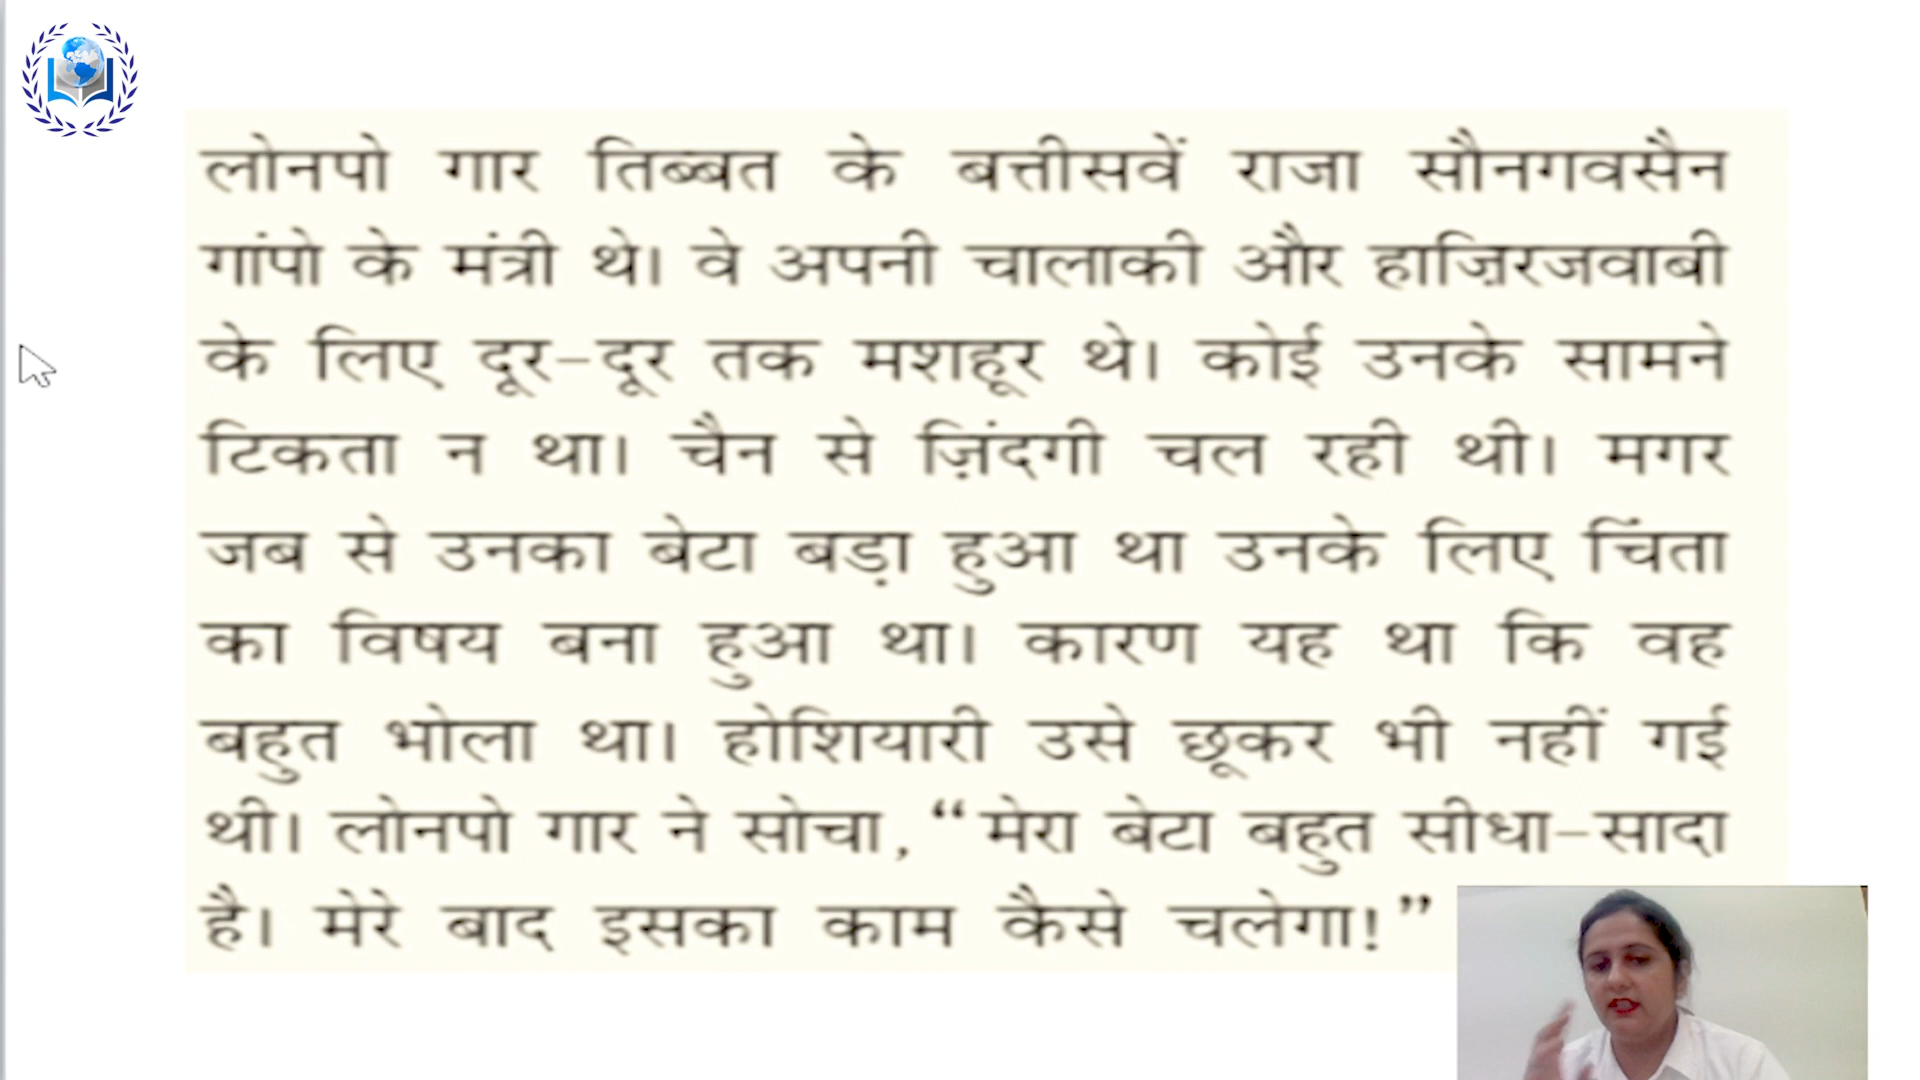 लोनपो गार तिब्बत के बत्तीसवें राजा सौनगवसैन
गांपो के मंत्री थे। वे अपनी चालाकी और हाज़िरजवाबी
के लिए दूर-दूर तक मशहूर थे। कोई उनके सामने
टिकता न था। चैन से ज़िंदगी चल रही थी। मगर
जब से उनका बेटा बड़ा हुआ था उनके लिए चिंता
का विषय बना हुआ था। कारण यह था कि वह
बहुत भोला था। होशियारी उसे छूकर भी नहीं गई
थी। लोनपो गार ने सोचा, “मेरा बेटा बहुत सीधा-सादा
है। मेरे बाद इसका काम कैसे चलेगा!”